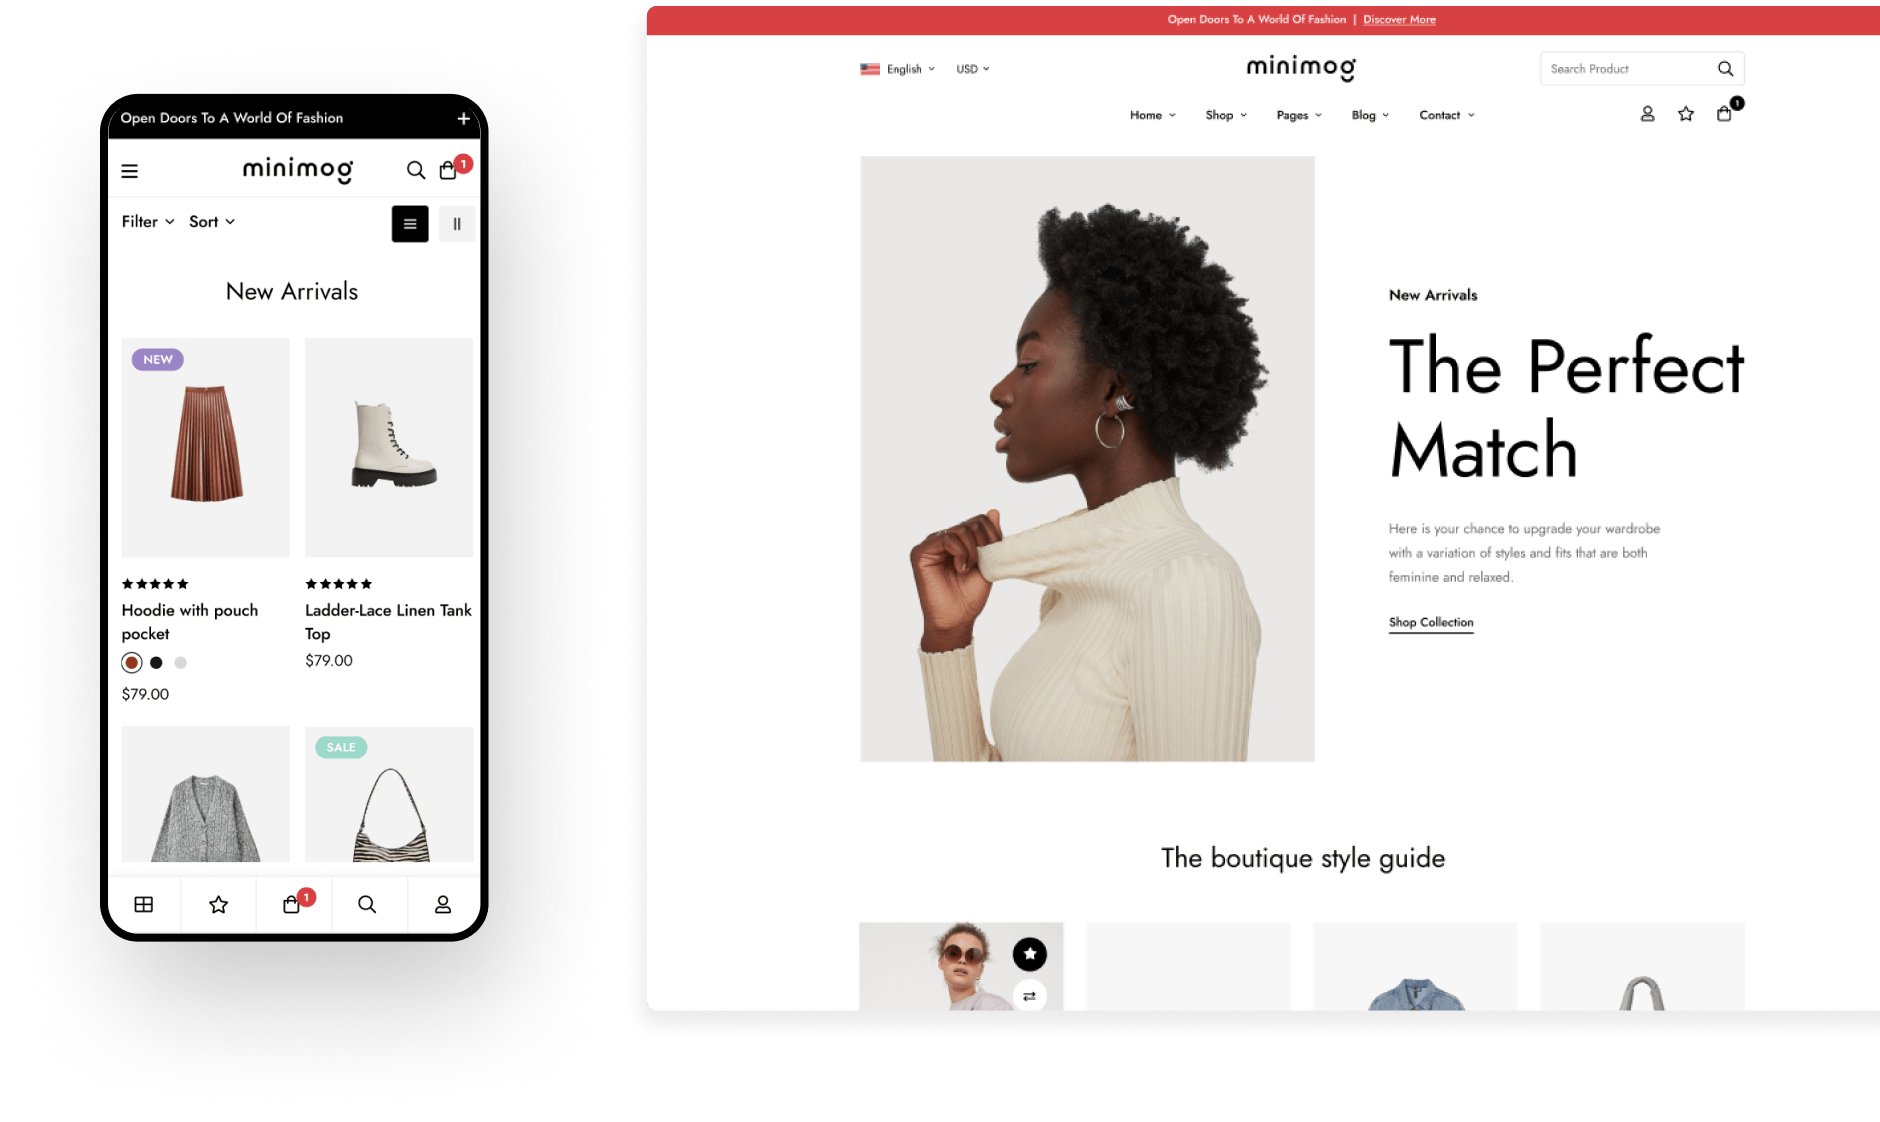 Open Doors To A World Of Fashion
minimog
1
Filter Sort
New Arrivals
NEW
Hoodie with pouch
pocket
$79.00
Ladder-Lace Linen Tank
Top
$79.00
SALE
1
Open Doors To A World Of Fashion | Discover More
English USD
minimog
Search Product
Home Shop Pages Blog Contact
1
New Arrivals
The Perfect
Match
Here is your chance to upgrade your wardrobe
with a variation of styles and fits that are both
feminine and relaxed.
Shop Collection
The boutique style guide